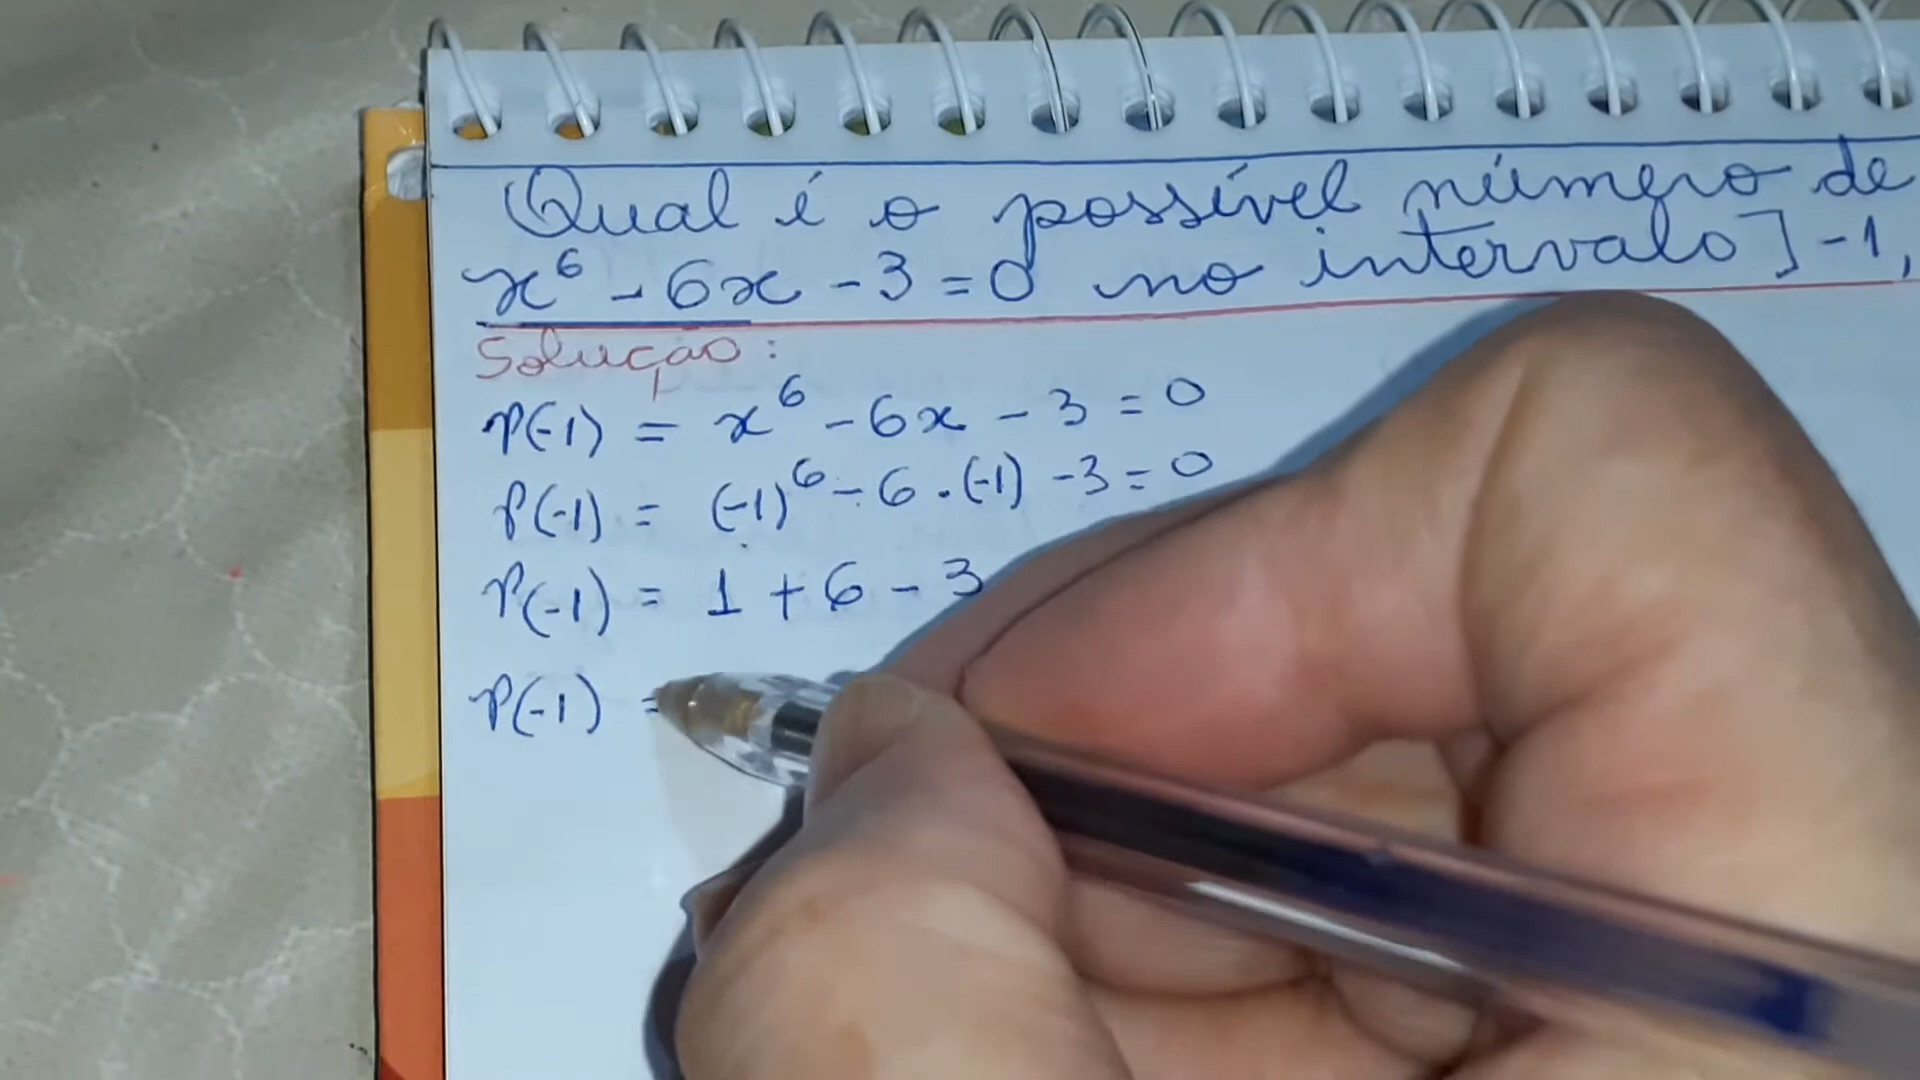 Qual é o possível número de
x⁶ - 6x - 3 = 0 no intervalo ] -1,
Solução:
P(-1) = x⁶ - 6x - 3 = 0
P(-1) = (-1)⁶ - 6 . (-1) - 3 = 0
P(-1) = 1 + 6 - 3
P(-1) =